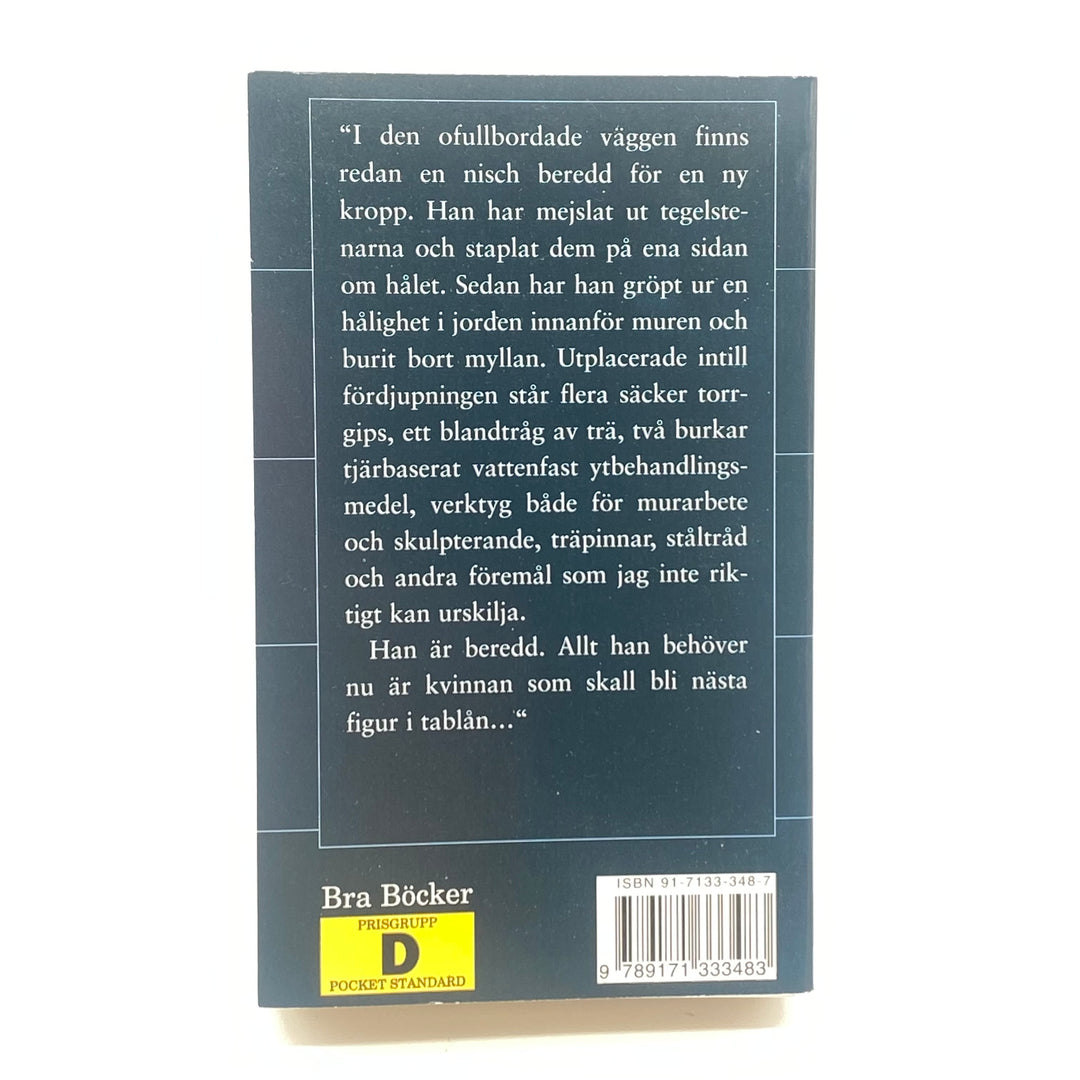 “I den ofullbordade väggen finns
redan en nisch beredd för en ny
kropp. Han har mejslat ut tegelste-
narna och staplat dem på ena sidan
om hålet. Sedan har han gröpt ur en
hålighet i jorden innanför muren och
burit bort myllan. Utplacerade intill
fördjupningen står flera säcker torr-
gips, ett blandtråg av trä, två burkar
tjärbaserat vattenfast ytbehandlings-
medel, verktyg både för murarbete
och skulpterande, träpinnar, ståltråd
och andra föremål som jag inte rik-
tigt kan urskilja.
Han är beredd. Allt han behöver
nu är kvinnan som skall bli nästa
figur i tablån...“
Bra Böcker
PRISGRUPP
D
POCKET STANDARD
ISBN 91-7133-348-7
9 789171 333483